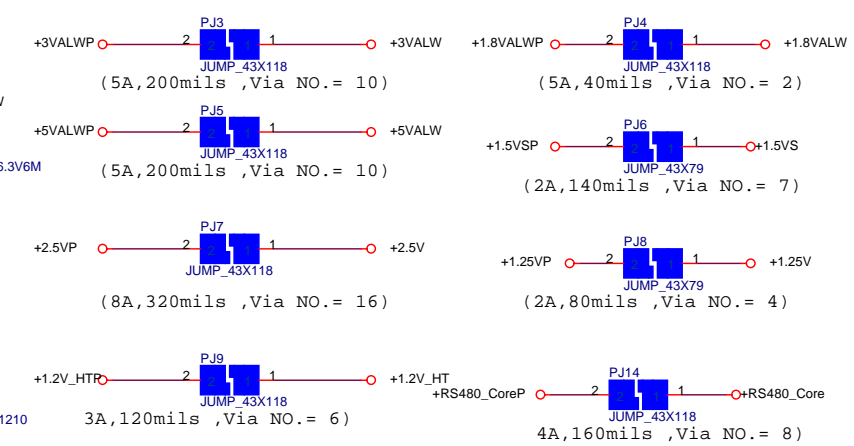 PJ3
+3VALWP 2 2 1 1 +3VALW
JUMP_43X118
(5A,200mils ,Via NO.= 10)
PJ4
+1.8VALWP 2 2 1 1 +1.8VALW
JUMP_43X118
(5A,40mils ,Via NO.= 2)
PJ5
+5VALWP 2 2 1 1 +5VALW
JUMP_43X118
(5A,200mils ,Via NO.= 10)
6.3V6M
PJ6
+1.5VSP 2 2 1 1 +1.5VS
JUMP_43X79
(2A,140mils ,Via NO.= 7)
PJ7
+2.5VP 2 2 1 1 +2.5V
JUMP_43X118
(8A,320mils ,Via NO.= 16)
PJ8
+1.25VP 2 2 1 1 +1.25V
JUMP_43X79
(2A,80mils ,Via NO.= 4)
PJ9
+1.2V_HTP 2 2 1 1 +1.2V_HT
JUMP_43X118
3A,120mils ,Via NO.= 6)
1210
PJ14
+RS480_CoreP 2 2 1 1 +RS480_Core
JUMP_43X118
4A,160mils ,Via NO.= 8)